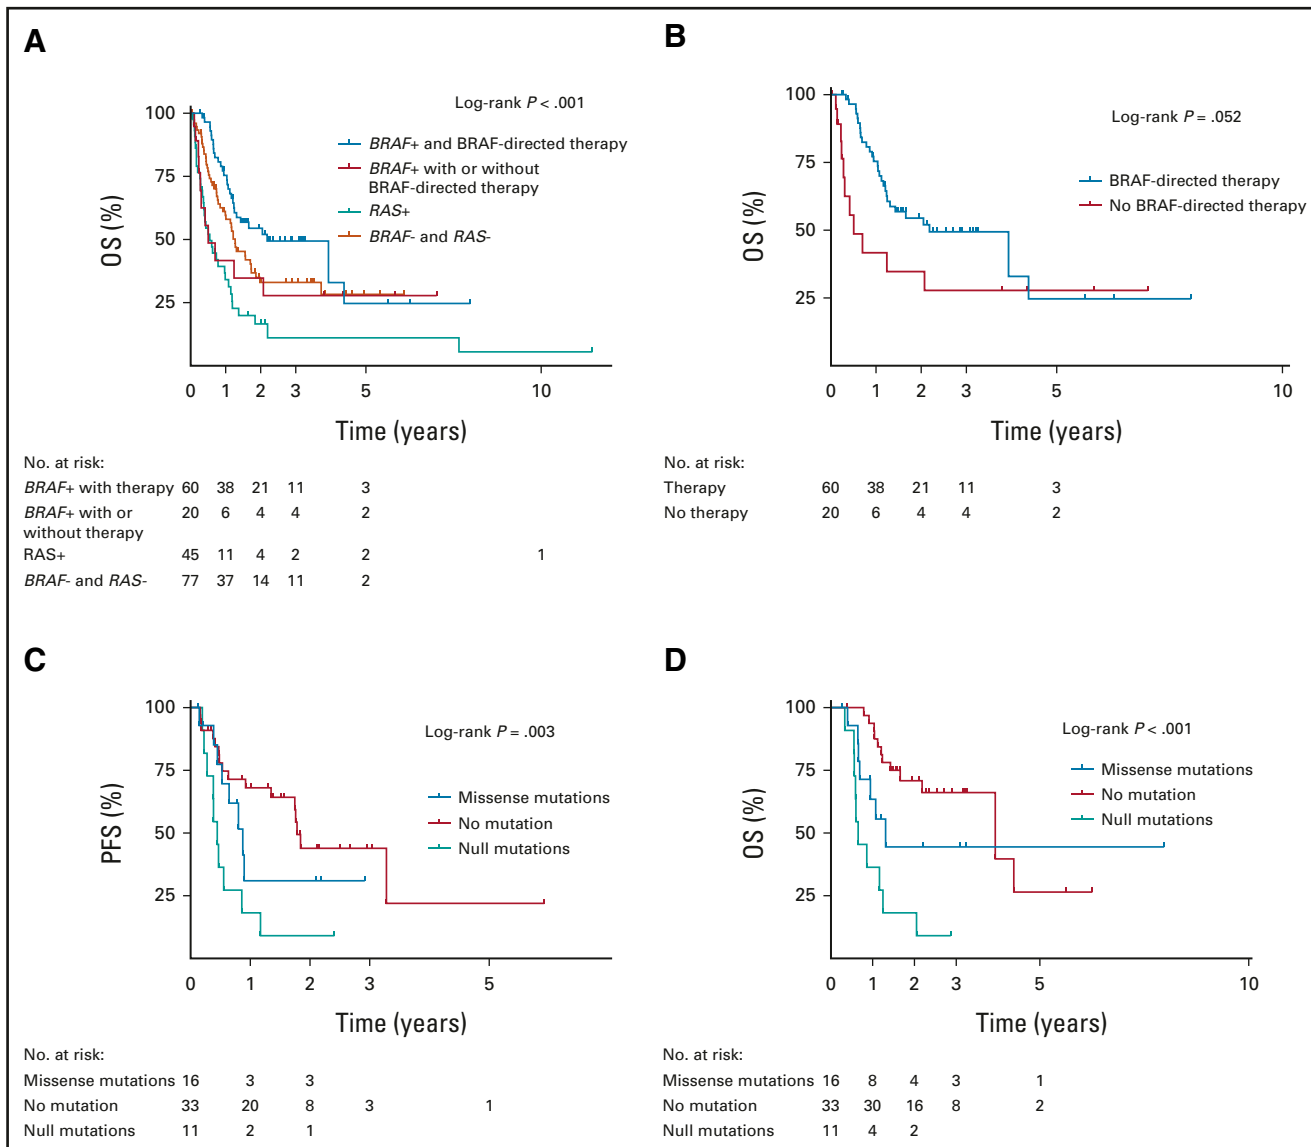 A
Log-rank P < .001
BRAF+ and BRAF-directed therapy
BRAF+ with or without
BRAF-directed therapy
RAS+
BRAF- and RAS-
100
75
50
25
OS (%)
0 1 2 3 5 10
Time (years)
No. at risk:
BRAF+ with therapy 60 38 21 11 3
BRAF+ with or 20 6 4 4 2
without therapy
RAS+ 45 11 4 2 2 1
BRAF- and RAS- 77 37 14 11 2
B
Log-rank P = .052
BRAF-directed therapy
No BRAF-directed therapy
100
75
50
25
OS (%)
0 1 2 3 5 10
Time (years)
No. at risk:
Therapy 60 38 21 11 3
No therapy 20 6 4 4 2
C
Log-rank P = .003
Missense mutations
No mutation
Null mutations
100
75
50
25
PFS (%)
0 1 2 3 5
Time (years)
No. at risk:
Missense mutations 16 3 3
No mutation 33 20 8 3 1
Null mutations 11 2 1
D
Log-rank P < .001
Missense mutations
No mutation
Null mutations
100
75
50
25
OS (%)
0 1 2 3 5 10
Time (years)
No. at risk:
Missense mutations 16 8 4 3 1
No mutation 33 30 16 8 2
Null mutations 11 4 2